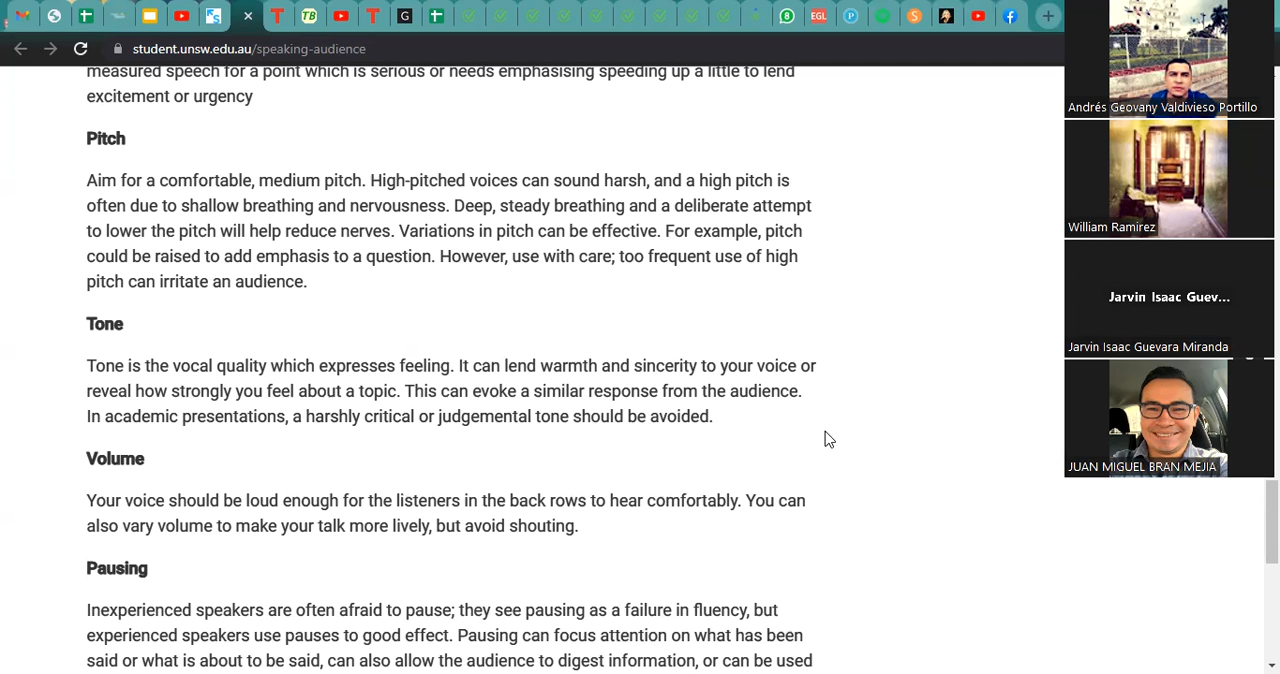 8
EGL
T
TB
T
G
P
S
student.unsw.edu.au/speaking-audience
measured speech for a point which is serious or needs emphasising speeding up a little to lend
excitement or urgency
Pitch
Aim for a comfortable, medium pitch. High-pitched voices can sound harsh, and a high pitch is
often due to shallow breathing and nervousness. Deep, steady breathing and a deliberate attempt
to lower the pitch will help reduce nerves. Variations in pitch can be effective. For example, pitch
could be raised to add emphasis to a question. However, use with care; too frequent use of high
pitch can irritate an audience.
Tone
Tone is the vocal quality which expresses feeling. It can lend warmth and sincerity to your voice or
reveal how strongly you feel about a topic. This can evoke a similar response from the audience.
In academic presentations, a harshly critical or judgemental tone should be avoided.
Volume
Your voice should be loud enough for the listeners in the back rows to hear comfortably. You can
also vary volume to make your talk more lively, but avoid shouting.
Pausing
Inexperienced speakers are often afraid to pause; they see pausing as a failure in fluency, but
experienced speakers use pauses to good effect. Pausing can focus attention on what has been
said or what is about to be said, can also allow the audience to digest information, or can be used
Andrés Geovany Valdivieso Portillo
William Ramirez
Jarvin Isaac Guev...
Jarvin Isaac Guevara Miranda
JUAN MIGUEL BRAN MEJIA